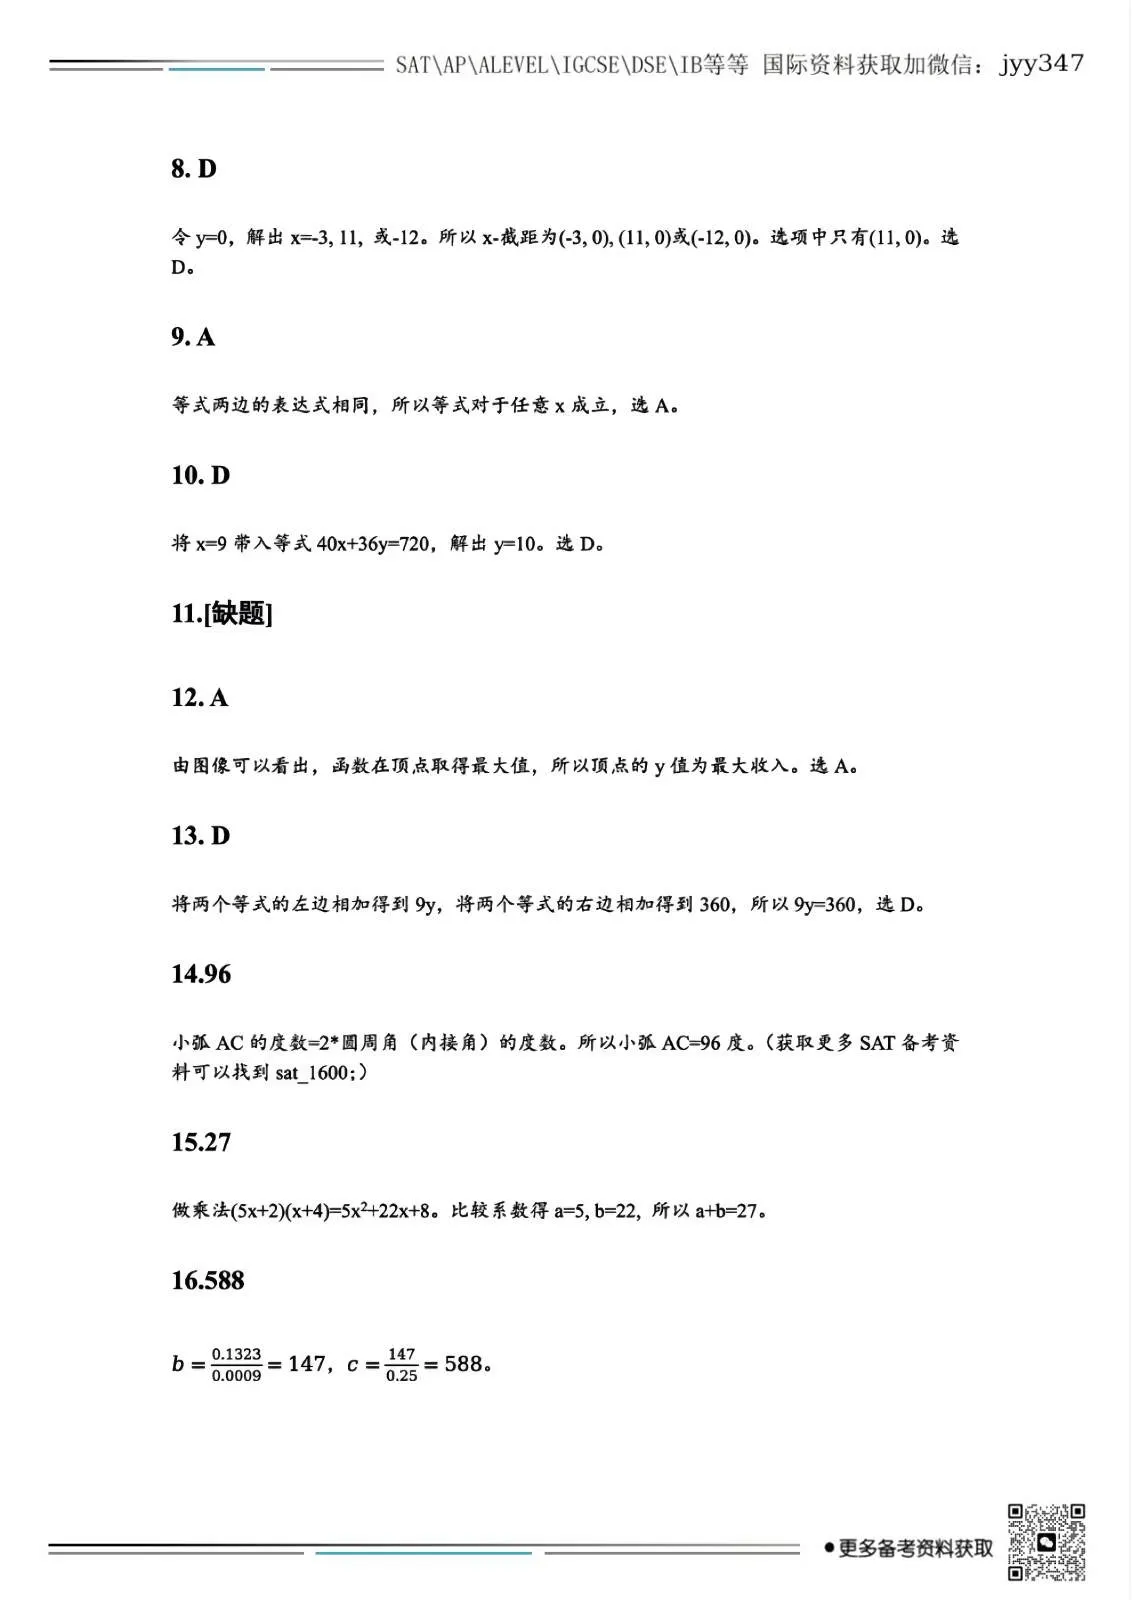 SAT\AP\ALEVEL\IGCSE\DSE\IB等等 国际资料获取加微信：jyy347
8. D
令 y=0，解出 x=-3, 11, 或-12。所以 x-截距为(-3, 0), (11, 0)或(-12, 0)。选项中只有(11, 0)。选
D。
9. A
等式两边的表达式相同，所以等式对于任意 x 成立，选 A。
10. D
将 x=9 带入等式 40x+36y=720，解出 y=10。选 D。
11.[缺题]
12. A
由图像可以看出，函数在顶点取得最大值，所以顶点的 y 值为最大收入。选 A。
13. D
将两个等式的左边相加得到 9y，将两个等式的右边相加得到 360，所以 9y=360，选 D。
14.96
小弧 AC 的度数=2*圆周角（内接角）的度数。所以小弧 AC=96 度。（获取更多 SAT 备考资
料可以找到 sat_1600;）
15.27
做乘法(5x+2)(x+4)=5x²+22x+8。比较系数得 a=5, b=22, 所以 a+b=27。
16.588
b = 0.1323/0.0009 = 147，c = 147/0.25 = 588。
●更多备考资料获取